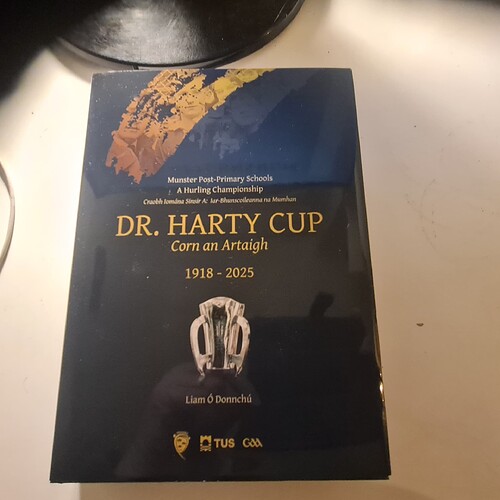 Munster Post-Primary Schools
A Hurling Championship
Craobh Iomána Sinsir A: Iar-Bhunscoileanna na Mumhan
DR. HARTY CUP
Corn an Artaigh
1918 - 2025
Liam Ó Donnchú
TUS GAA